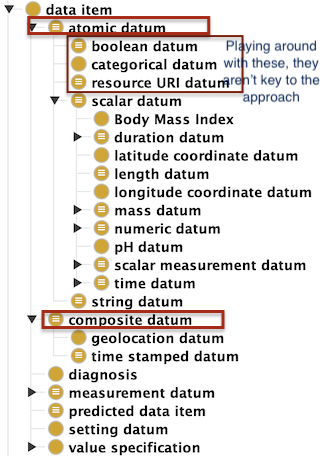 data item
atomic datum
boolean datum
categorical datum
resource URI datum
Playing around
with these, they
aren't key to the
approach
scalar datum
Body Mass Index
duration datum
latitude coordinate datum
length datum
longitude coordinate datum
mass datum
numeric datum
pH datum
scalar measurement datum
time datum
string datum
composite datum
geolocation datum
time stamped datum
diagnosis
measurement datum
predicted data item
setting datum
value specification